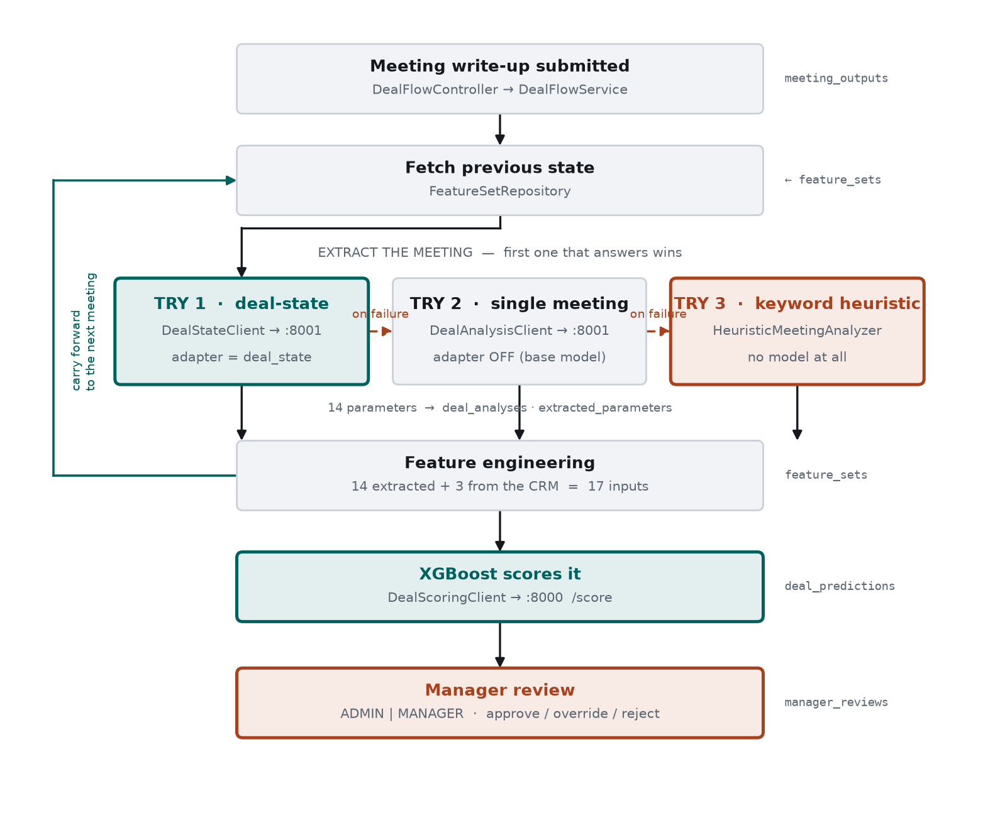 Meeting write-up submitted
DealFlowController → DealFlowService
meeting_outputs
Fetch previous state
FeatureSetRepository
← feature_sets
EXTRACT THE MEETING — first one that answers wins
carry forward
to the next meeting
TRY 1 · deal-state
DealStateClient → :8001
adapter = deal_state
on failure
TRY 2 · single meeting
DealAnalysisClient → :8001
adapter OFF (base model)
on failure
TRY 3 · keyword heuristic
HeuristicMeetingAnalyzer
no model at all
14 parameters → deal_analyses · extracted_parameters
Feature engineering
14 extracted + 3 from the CRM = 17 inputs
feature_sets
XGBoost scores it
DealScoringClient → :8000 /score
deal_predictions
Manager review
ADMIN | MANAGER · approve / override / reject
manager_reviews